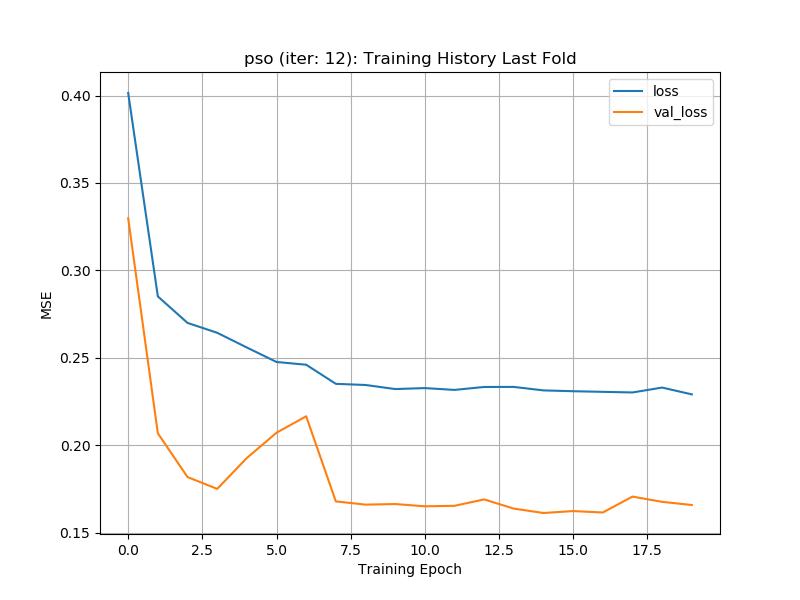 pso (iter: 12): Training History Last Fold
loss
val_loss
0.40
0.35
0.30
0.25
0.20
0.15
MSE
0.0
2.5
5.0
7.5
10.0
12.5
15.0
17.5
Training Epoch